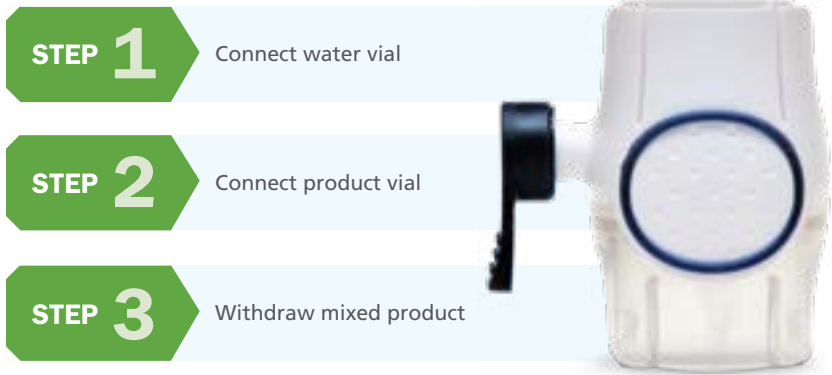 STEP 1 Connect water vial
STEP 2 Connect product vial
STEP 3 Withdraw mixed product